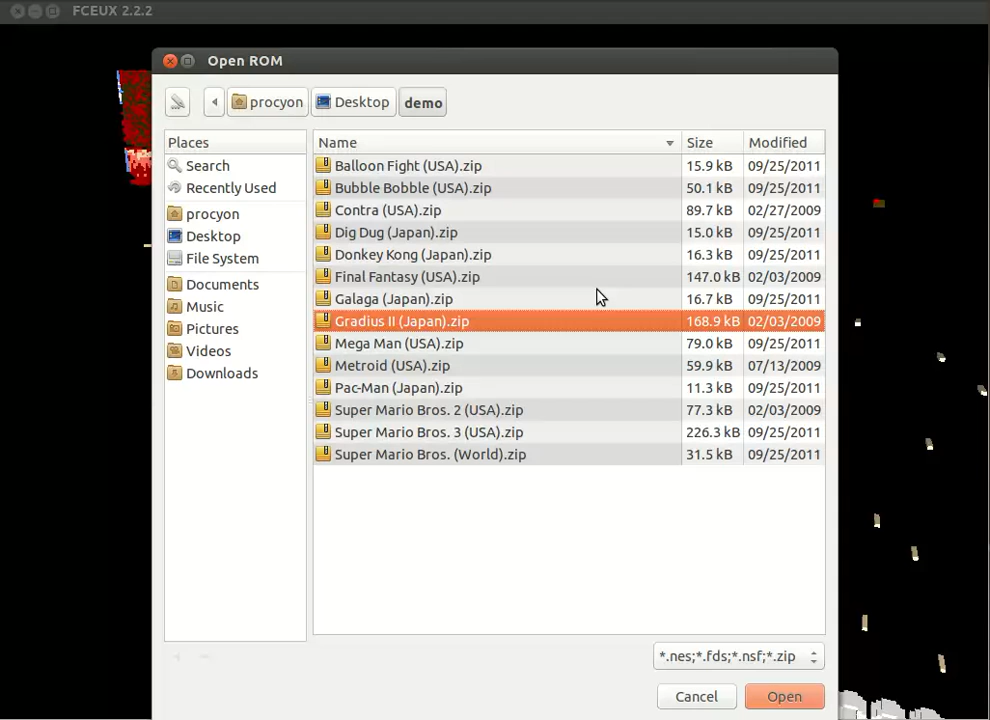 FCEUX 2.2.2
Open ROM
procyon Desktop demo
Places
Search
Recently Used
procyon
Desktop
File System
Documents
Music
Pictures
Videos
Downloads
Name Size Modified
Balloon Fight (USA).zip 15.9 kB 09/25/2011
Bubble Bobble (USA).zip 50.1 kB 09/25/2011
Contra (USA).zip 89.7 kB 02/27/2009
Dig Dug (Japan).zip 15.0 kB 09/25/2011
Donkey Kong (Japan).zip 16.3 kB 09/25/2011
Final Fantasy (USA).zip 147.0 kB 02/03/2009
Galaga (Japan).zip 16.7 kB 09/25/2011
Gradius II (Japan).zip 168.9 kB 02/03/2009
Mega Man (USA).zip 79.0 kB 09/25/2011
Metroid (USA).zip 59.9 kB 07/13/2009
Pac-Man (Japan).zip 11.3 kB 09/25/2011
Super Mario Bros. 2 (USA).zip 77.3 kB 02/03/2009
Super Mario Bros. 3 (USA).zip 226.3 kB 09/25/2011
Super Mario Bros. (World).zip 31.5 kB 09/25/2011
*.nes;*.fds;*.nsf;*.zip
Cancel Open